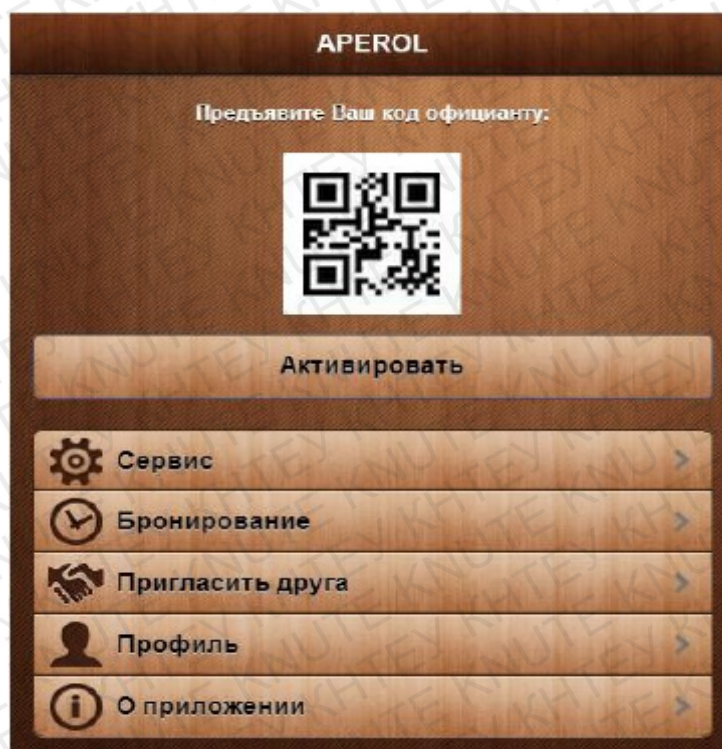 APEROL
Предъявите Ваш код официанту:
Активировать
Сервис
Бронирование
Пригласить друга
Профиль
О приложении